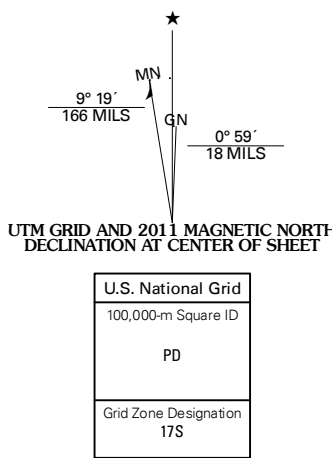 ★
MN
GN
9° 19´
166 MILS
0° 59´
18 MILS
UTM GRID AND 2011 MAGNETIC NORTH
DECLINATION AT CENTER OF SHEET
U.S. National Grid
100,000-m Square ID
PD
Grid Zone Designation
17S